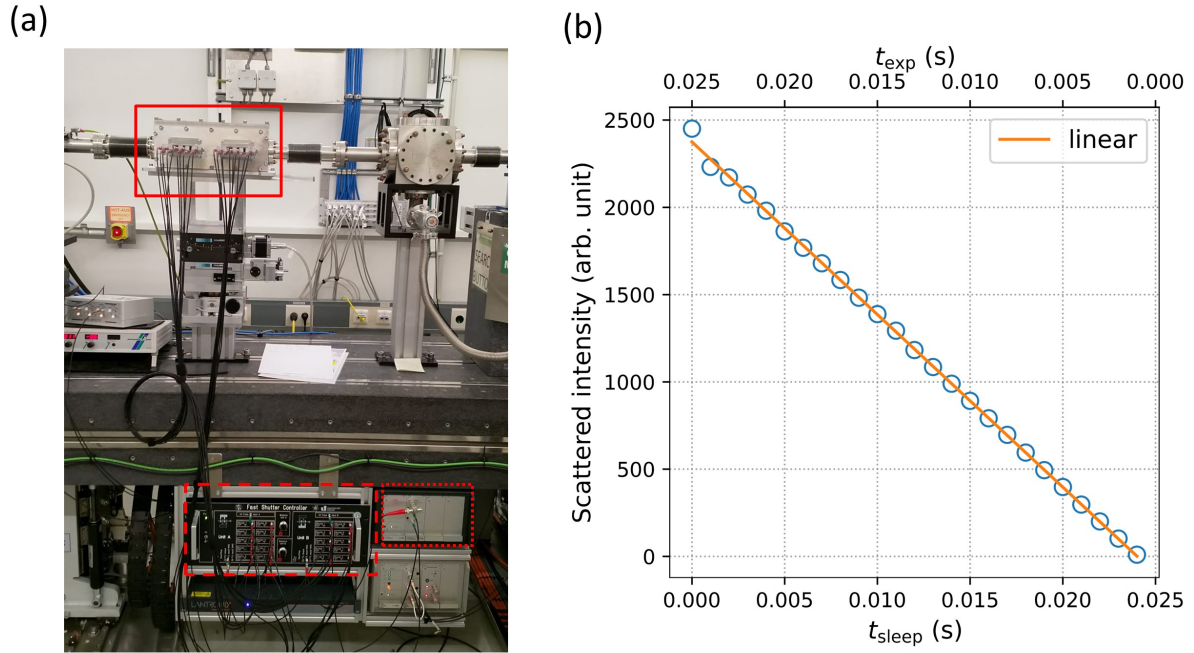 (a)
SEARC
BUTTO
Fast Shutter Controller
Unit A
Unit B
(b)
t_exp (s)
0.025 0.020 0.015 0.010 0.005 0.000
linear
2500
2000
1500
1000
500
0
Scattered intensity (arb. unit)
0.000 0.005 0.010 0.015 0.020 0.025
t_sleep (s)